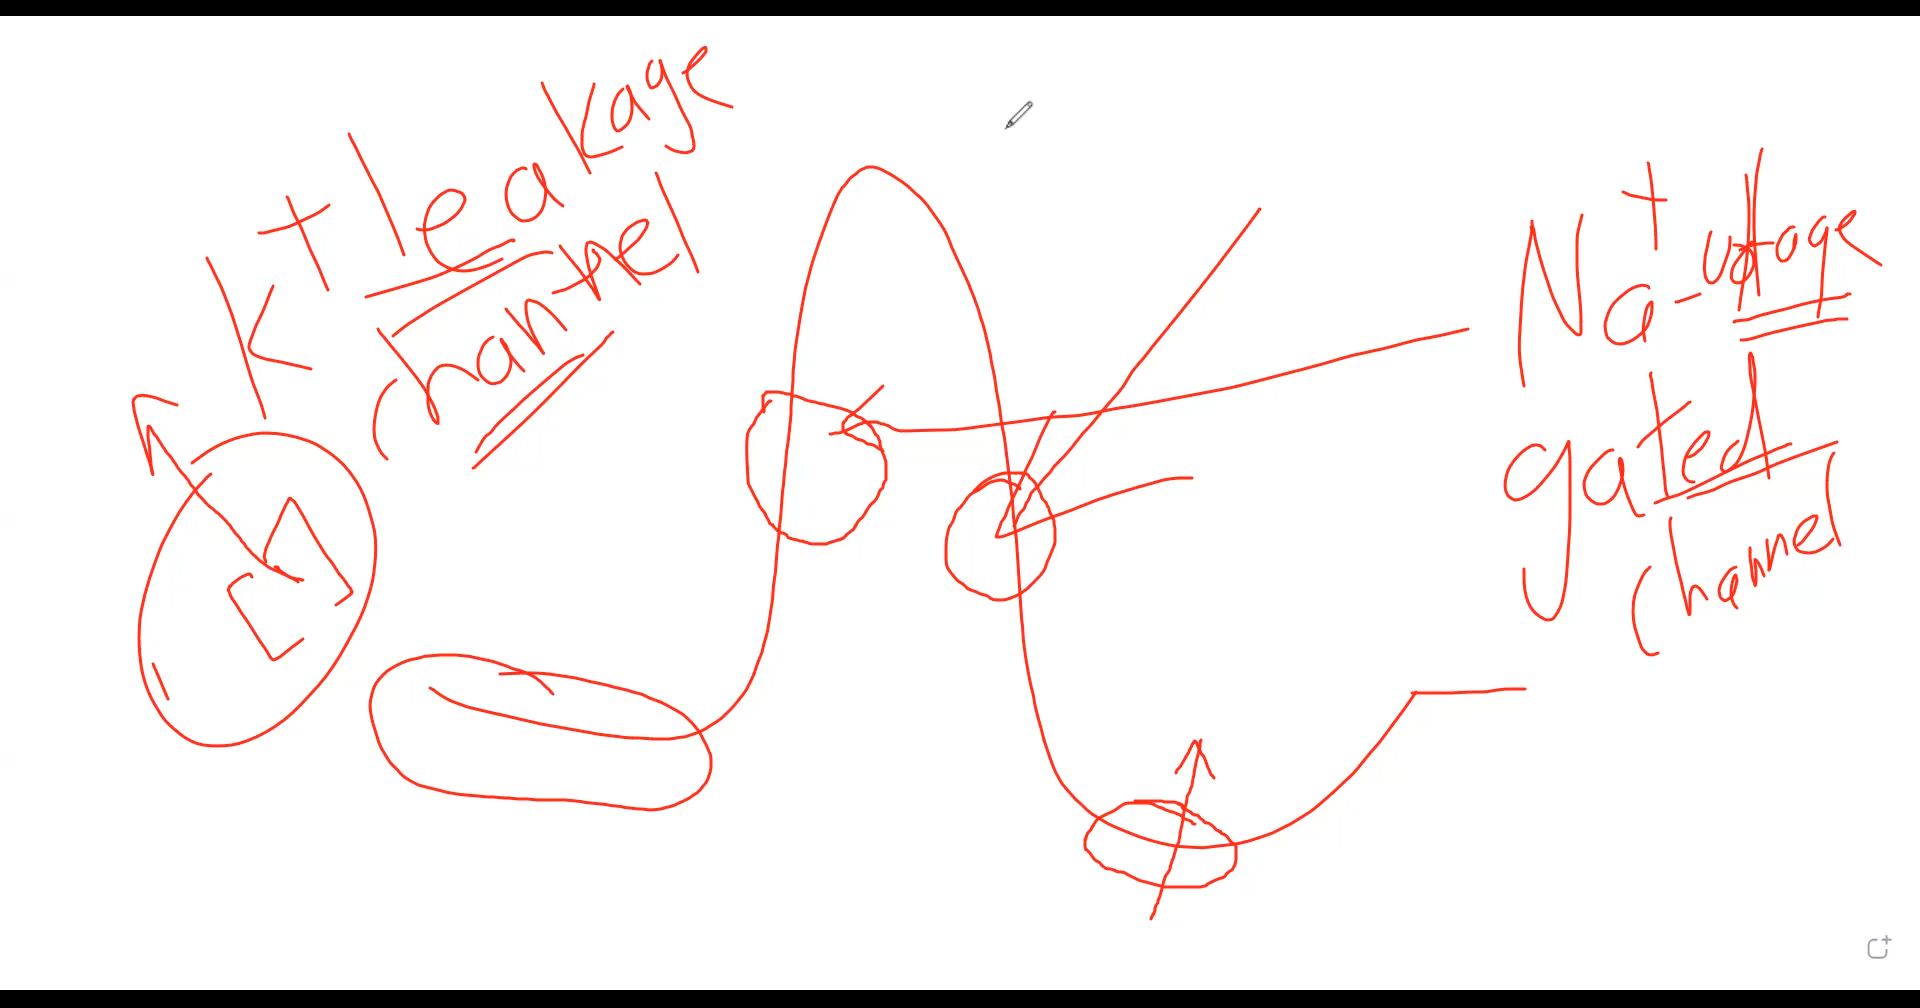 K+ leakage
channel
Na+ - voltage
gated
channel